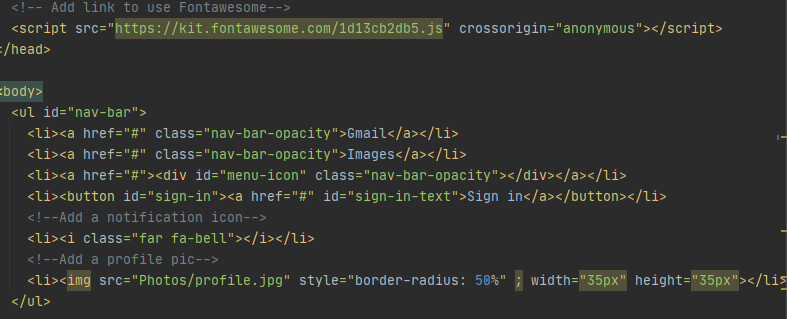 <!-- Add link to use Fontawesome-->
<script src="https://kit.fontawesome.com/1d13cb2db5.js" crossorigin="anonymous"></script>
</head>
<body>
<ul id="nav-bar">
<li><a href="#" class="nav-bar-opacity">Gmail</a></li>
<li><a href="#" class="nav-bar-opacity">Images</a></li>
<li><a href="#"><div id="menu-icon" class="nav-bar-opacity"></div></a></li>
<li><button id="sign-in"><a href="#" id="sign-in-text">Sign in</a></button></li>
<!--Add a notification icon-->
<li><i class="far fa-bell"></i></li>
<!--Add a profile pic-->
<li><img src="Photos/profile.jpg" style="border-radius: 50%" ; width="35px" height="35px"></li>
</ul>